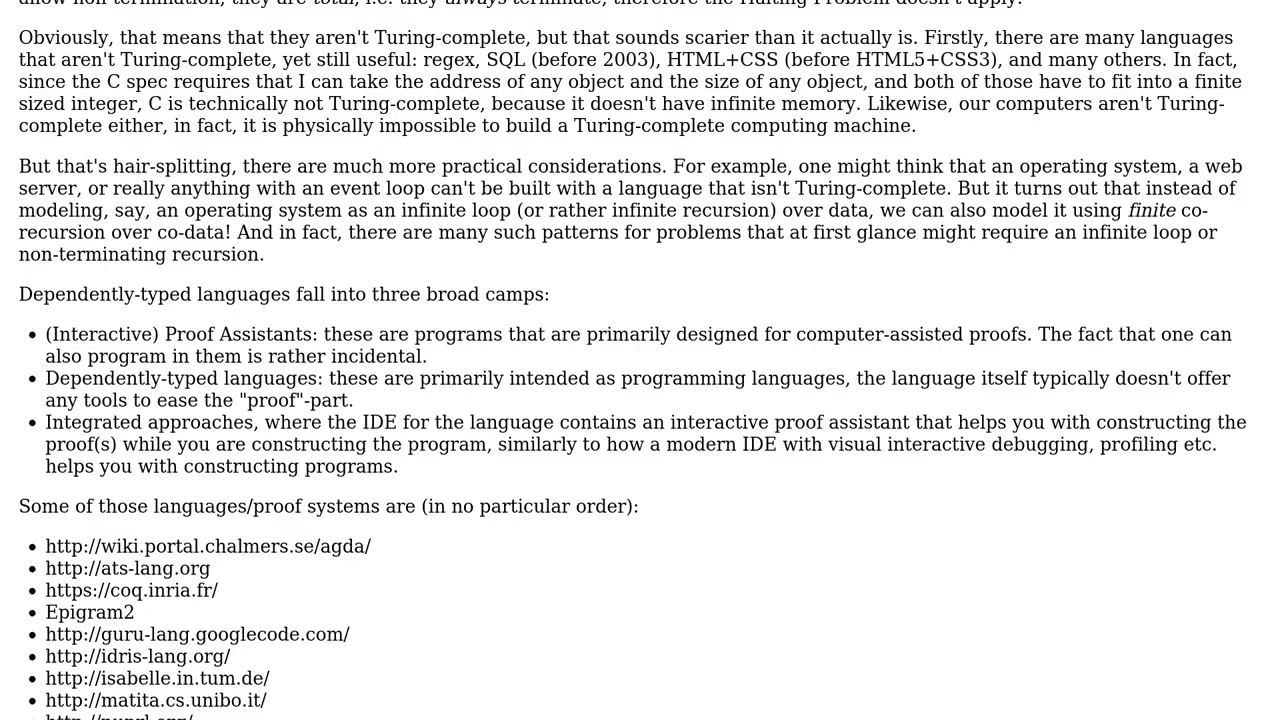 allow non-termination, they are total, i.e. they always terminate, therefore the Halting Problem doesn't apply.
Obviously, that means that they aren't Turing-complete, but that sounds scarier than it actually is. Firstly, there are many languages
that aren't Turing-complete, yet still useful: regex, SQL (before 2003), HTML+CSS (before HTML5+CSS3), and many others. In fact,
since the C spec requires that I can take the address of any object and the size of any object, and both of those have to fit into a finite
sized integer, C is technically not Turing-complete, because it doesn't have infinite memory. Likewise, our computers aren't Turing-
complete either, in fact, it is physically impossible to build a Turing-complete computing machine.
But that's hair-splitting, there are much more practical considerations. For example, one might think that an operating system, a web
server, or really anything with an event loop can't be built with a language that isn't Turing-complete. But it turns out that instead of
modeling, say, an operating system as an infinite loop (or rather infinite recursion) over data, we can also model it using finite co-
recursion over co-data! And in fact, there are many such patterns for problems that at first glance might require an infinite loop or
non-terminating recursion.
Dependently-typed languages fall into three broad camps:
• (Interactive) Proof Assistants: these are programs that are primarily designed for computer-assisted proofs. The fact that one can
also program in them is rather incidental.
• Dependently-typed languages: these are primarily intended as programming languages, the language itself typically doesn't offer
any tools to ease the "proof"-part.
• Integrated approaches, where the IDE for the language contains an interactive proof assistant that helps you with constructing the
proof(s) while you are constructing the program, similarly to how a modern IDE with visual interactive debugging, profiling etc.
helps you with constructing programs.
Some of those languages/proof systems are (in no particular order):
• http://wiki.portal.chalmers.se/agda/
• http://ats-lang.org
• https://coq.inria.fr/
• Epigram2
• http://guru-lang.googlecode.com/
• http://idris-lang.org/
• http://isabelle.in.tum.de/
• http://matita.cs.unibo.it/